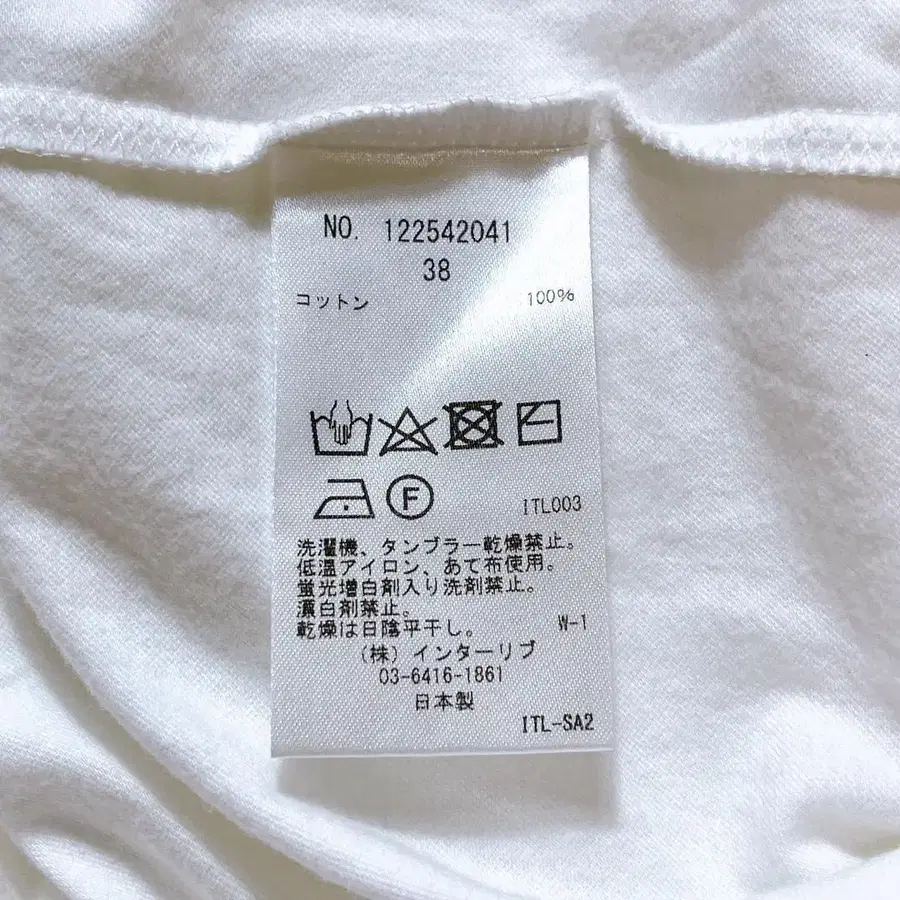 NO. 122542041
38
コットン 100%
F
ITL003
洗濯機、タンブラー乾燥禁止。
低温アイロン、あて布使用。
蛍光増白剤入り洗剤禁止。
漂白剤禁止。
乾燥は日陰平干し。 W-1
(株)インターリブ
03-6416-1861
日本製
ITL-SA2